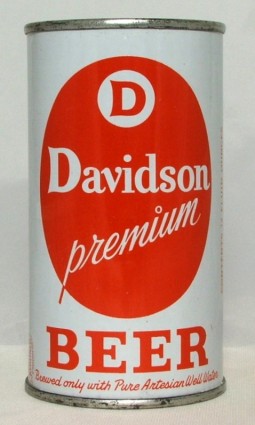 D
Davidson
premium
BEER
Brewed only with Pure Artesian Well Water